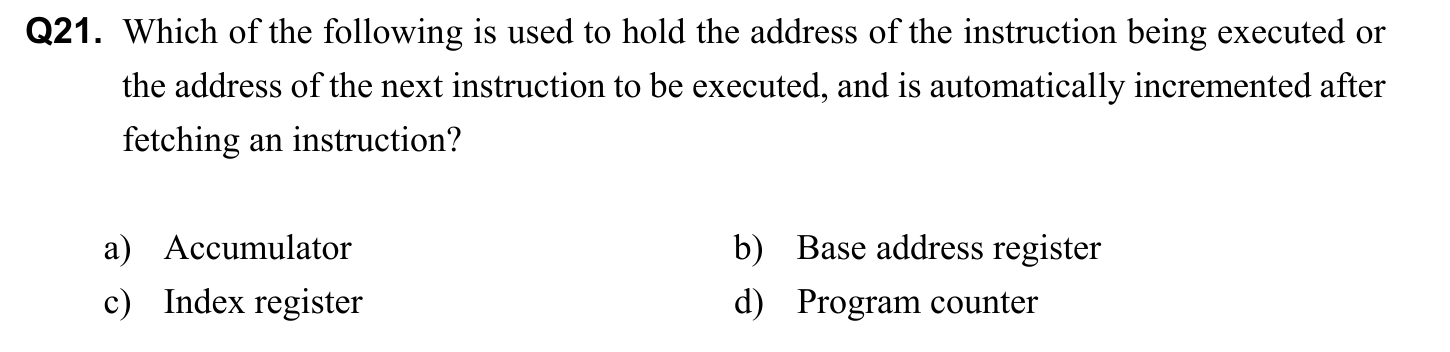 Q21. Which of the following is used to hold the address of the instruction being executed or
the address of the next instruction to be executed, and is automatically incremented after
fetching an instruction?
a) Accumulator b) Base address register
c) Index register d) Program counter